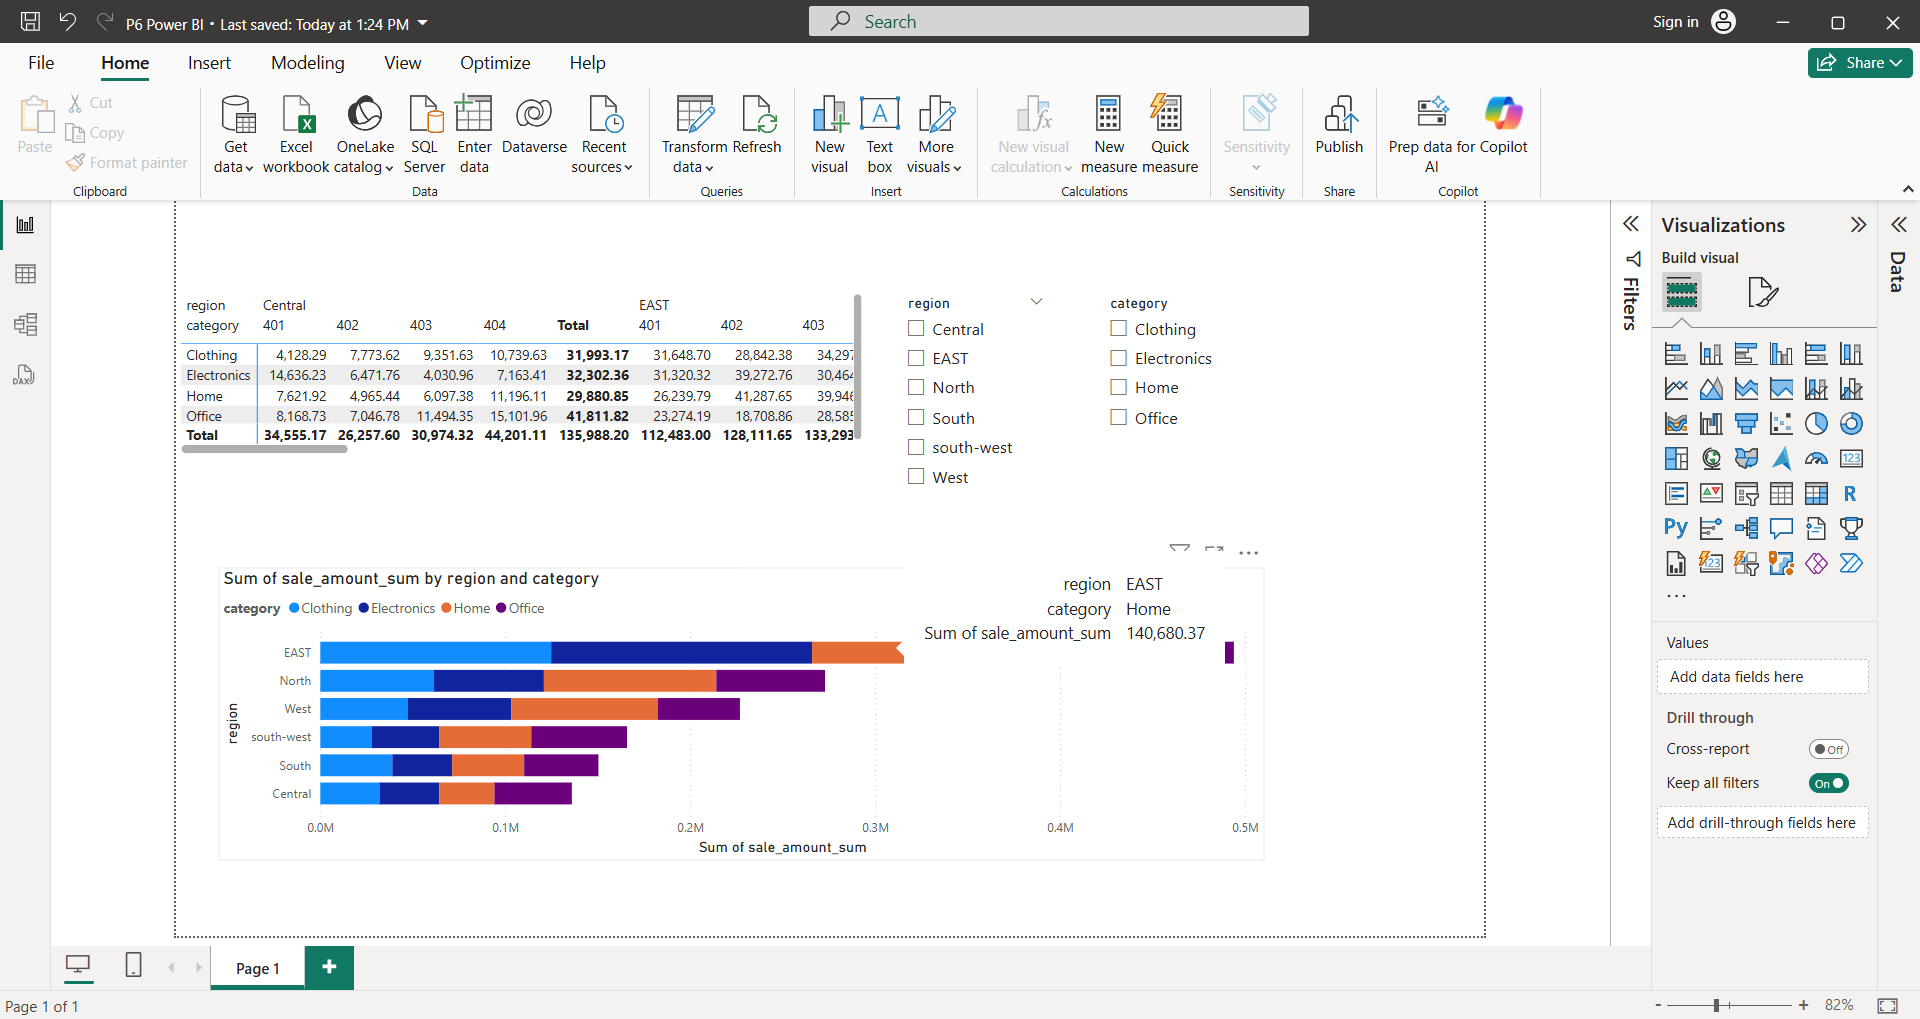 P6 Power BI • Last saved: Today at 1:24 PM
Search
Sign in
File Home Insert Modeling View Optimize Help
Share
Paste
Cut
Copy
Format painter
Clipboard
Get data
Excel workbook
OneLake catalog
SQL Server
Enter data
Dataverse
Recent sources
Data
Transform data
Refresh
Queries
New visual
Text box
More visuals
Insert
New visual calculation
New measure
Quick measure
Calculations
Sensitivity
Sensitivity
Publish
Share
Prep data for AI
Copilot
Copilot
region Central EAST
category 401 402 403 404 Total 401 402 403
Clothing 4,128.29 7,773.62 9,351.63 10,739.63 31,993.17 31,648.70 28,842.38 34,297
Electronics 14,636.23 6,471.76 4,030.96 7,163.41 32,302.36 31,320.32 39,272.76 30,464
Home 7,621.92 4,965.44 6,097.38 11,196.11 29,880.85 26,239.79 41,287.65 39,946
Office 8,168.73 7,046.78 11,494.35 15,101.96 41,811.82 23,274.19 18,708.86 28,585
Total 34,555.17 26,257.60 30,974.32 44,201.11 135,988.20 112,483.00 128,111.65 133,293
region
Central
EAST
North
South
south-west
West
category
Clothing
Electronics
Home
Office
Sum of sale_amount_sum by region and category
category Clothing Electronics Home Office
region EAST
category Home
Sum of sale_amount_sum 140,680.37
region
EAST
North
West
south-west
South
Central
0.0M 0.1M 0.2M 0.3M 0.4M 0.5M
Sum of sale_amount_sum
Filters
Visualizations
Build visual
123
R
Py
123
Values
Add data fields here
Drill through
Cross-report Off
Keep all filters On
Add drill-through fields here
Data
DAX
Page 1
Page 1 of 1
- + 82%